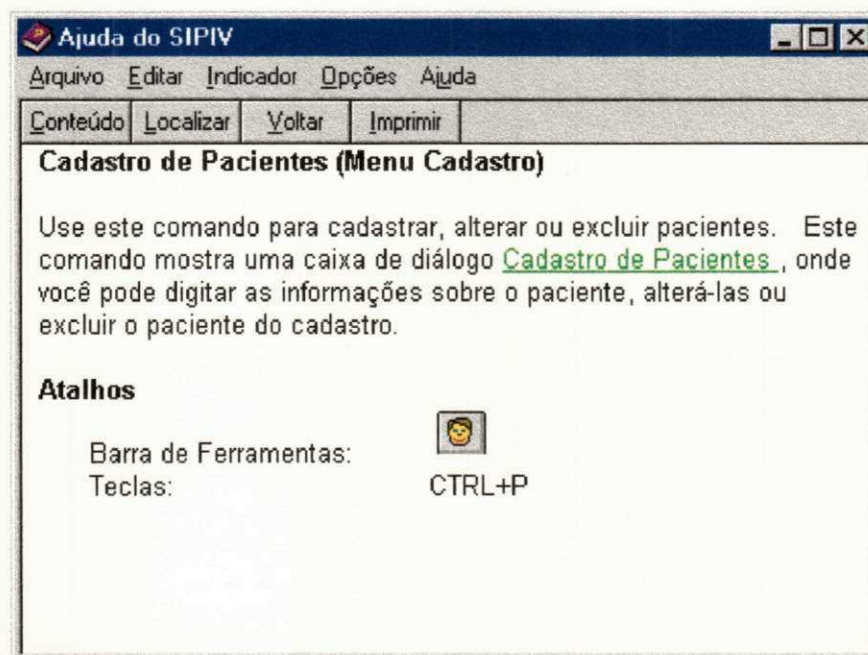 Ajuda do SIPIV
Arquivo Editar Indicador Opções Ajuda
Conteúdo Localizar Voltar Imprimir
Cadastro de Pacientes (Menu Cadastro)
Use este comando para cadastrar, alterar ou excluir pacientes. Este
comando mostra uma caixa de diálogo Cadastro de Pacientes , onde
você pode digitar as informações sobre o paciente, alterá-las ou
excluir o paciente do cadastro.
Atalhos
Barra de Ferramentas:
Teclas: CTRL+P